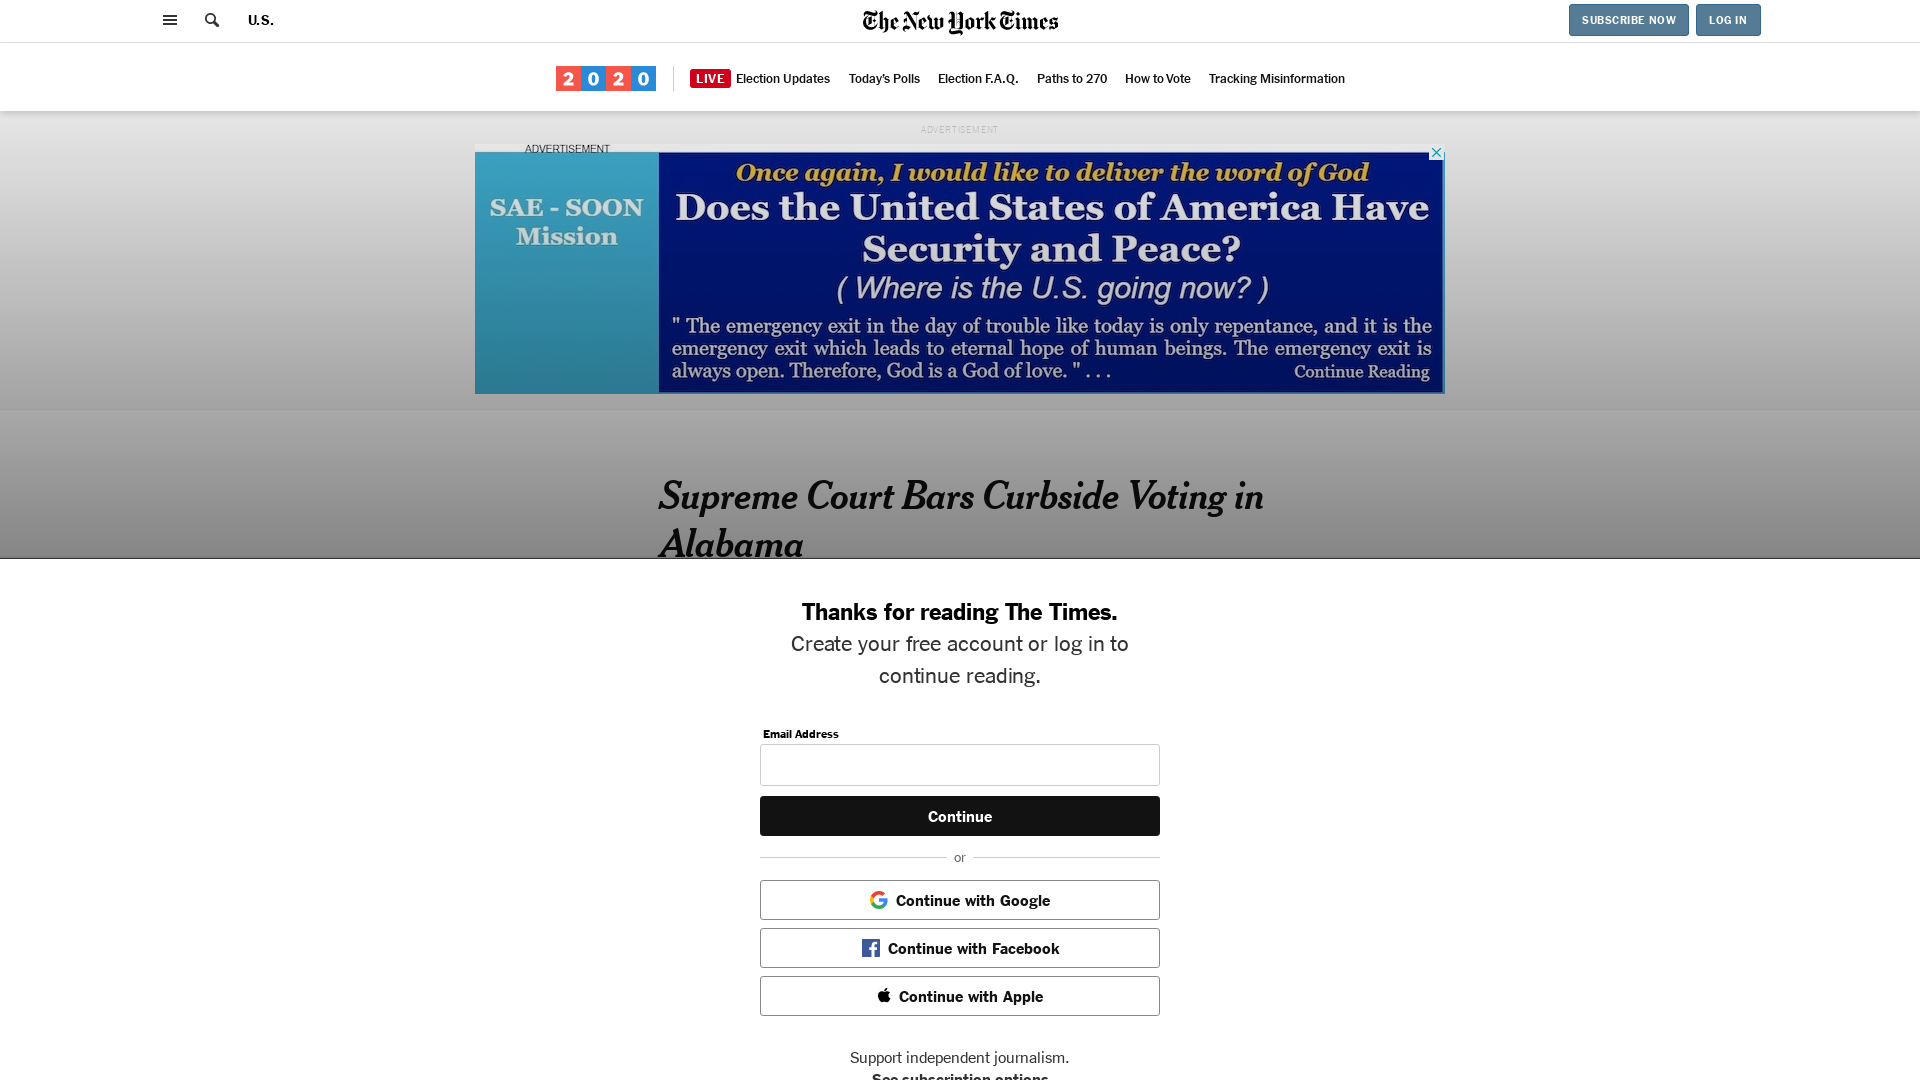 U.S.
The New York Times
SUBSCRIBE NOW
LOG IN
2020
LIVE Election Updates
Today's Polls
Election F.A.Q.
Paths to 270
How to Vote
Tracking Misinformation
ADVERTISEMENT
ADVERTISEMENT
SAE - SOON
Mission
Once again, I would like to deliver the word of God
Does the United States of America Have
Security and Peace?
( Where is the U.S. going now? )
" The emergency exit in the day of trouble like today is only repentance, and it is the
emergency exit which leads to eternal hope of human beings. The emergency exit is
always open. Therefore, God is a God of love. " . . .
Continue Reading
Supreme Court Bars Curbside Voting in
Alabama
Thanks for reading The Times.
Create your free account or log in to
continue reading.
Email Address
Continue
or
Continue with Google
Continue with Facebook
Continue with Apple
Support independent journalism.
See subscription options.